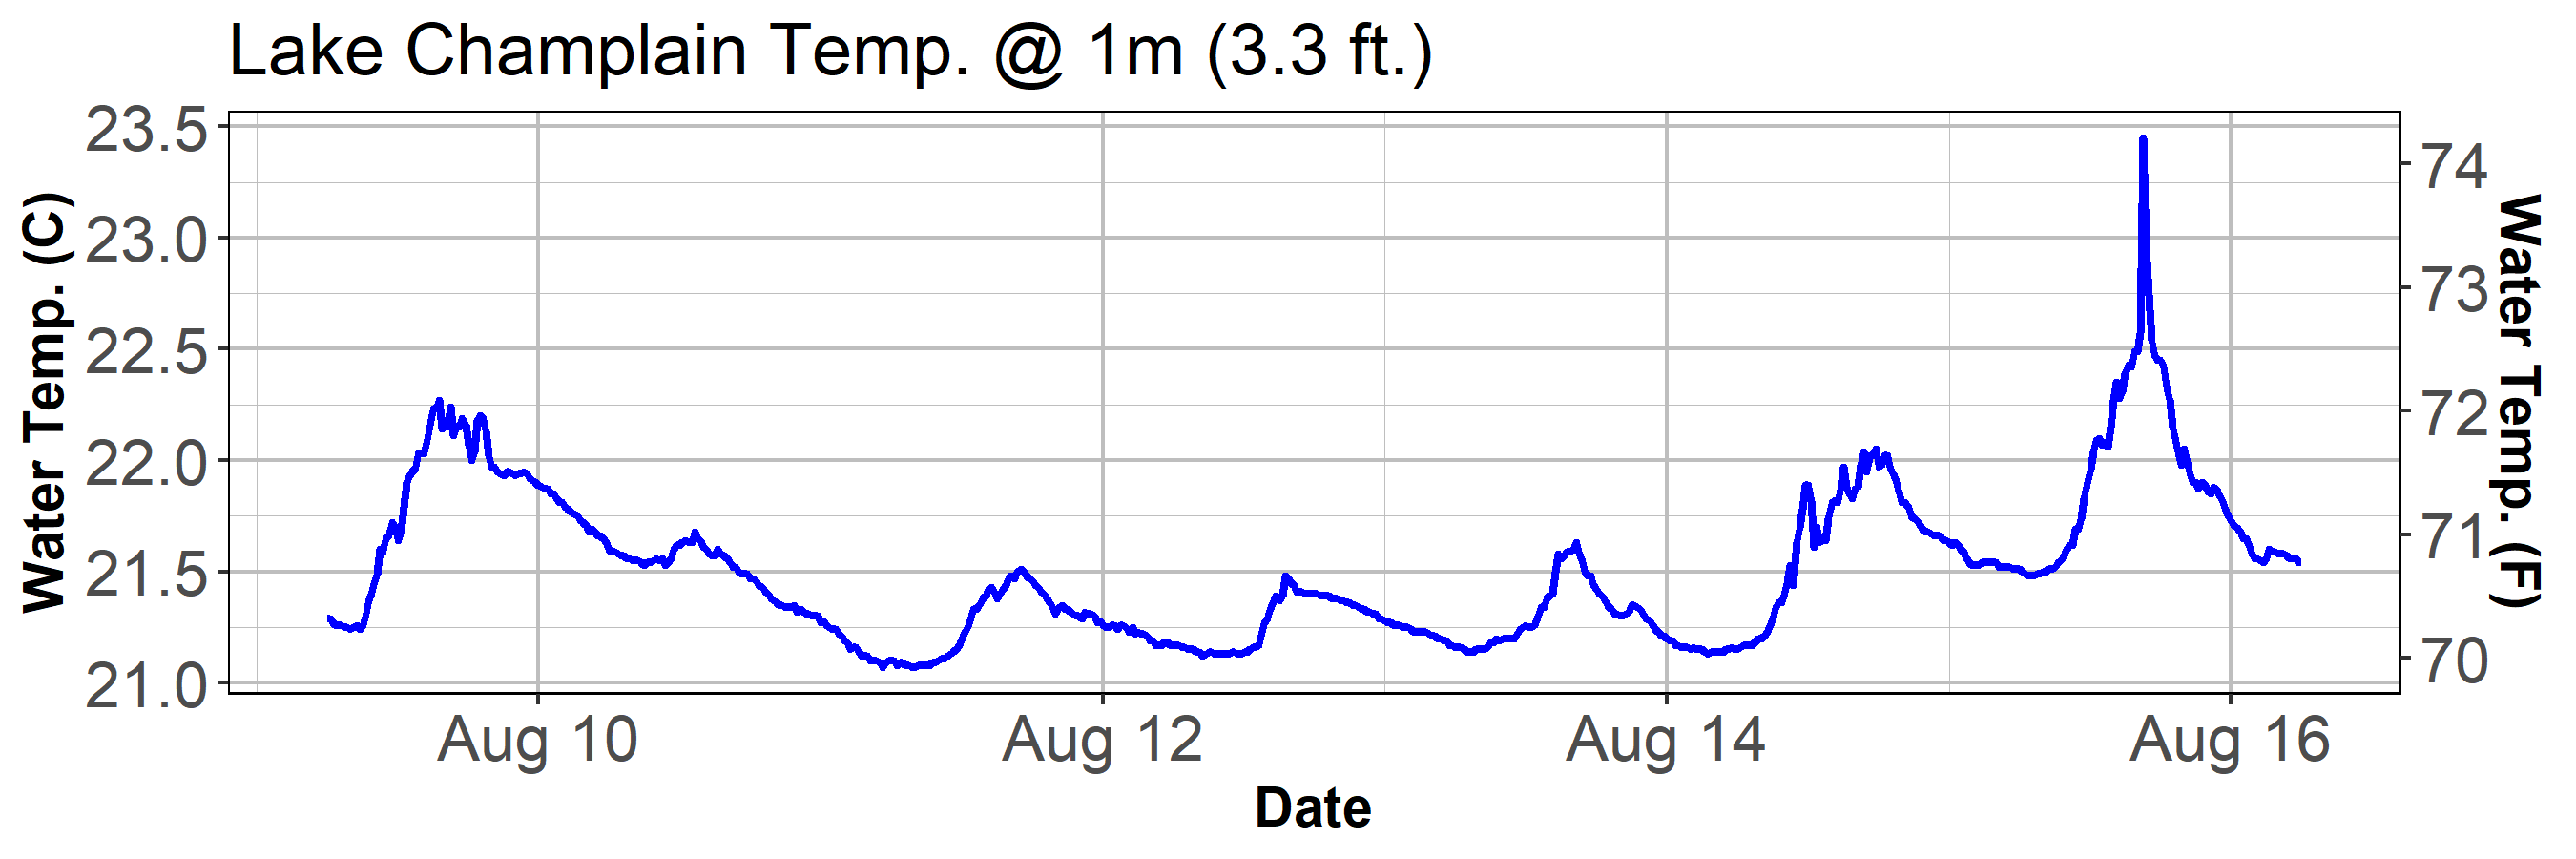 Lake Champlain Temp. @ 1m (3.3 ft.)
Water Temp. (C)
23.5
23.0
22.5
22.0
21.5
21.0
74
73
72
71
70
Water Temp. (F)
Aug 10
Aug 12
Aug 14
Aug 16
Date